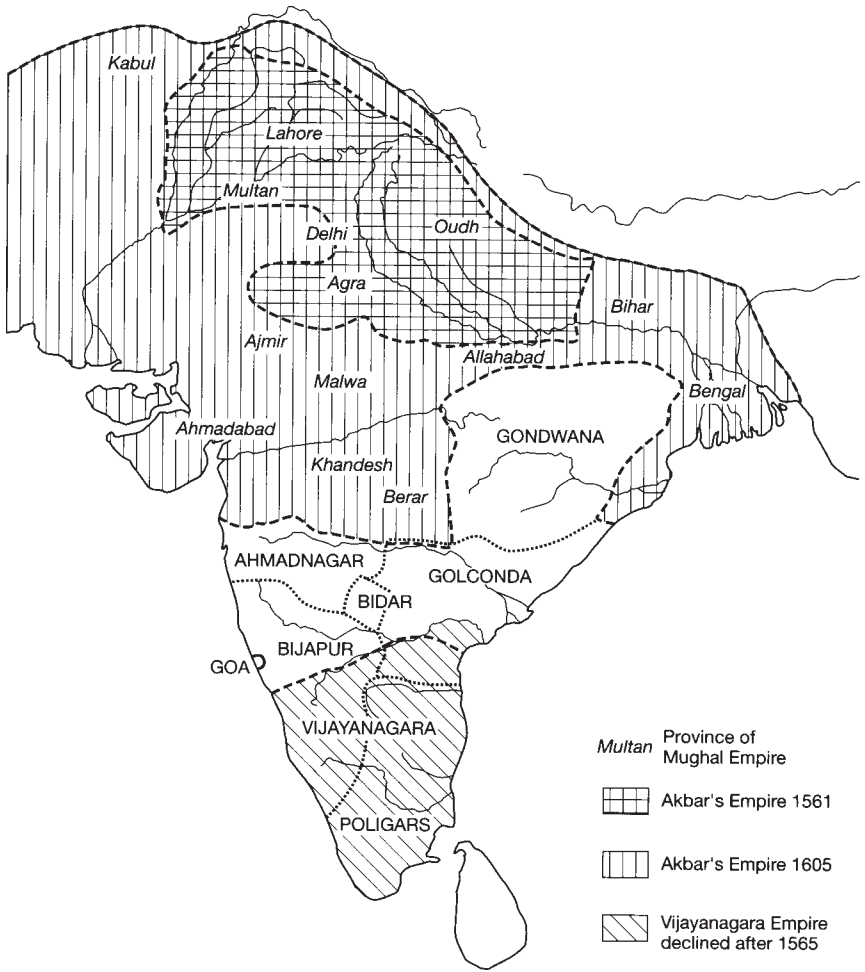 Kabul
Lahore
Multan
Delhi
Oudh
Agra
Bihar
Ajmir
Allahabad
Malwa
Bengal
Ahmadabad
GONDWANA
Khandesh
Berar
AHMADNAGAR
GOLCONDA
BIDAR
BIJAPUR
GOA
VIJAYANAGARA
POLIGARS
Multan
Province of
Mughal Empire
Akbar's Empire 1561
Akbar's Empire 1605
Vijayanagara Empire
declined after 1565